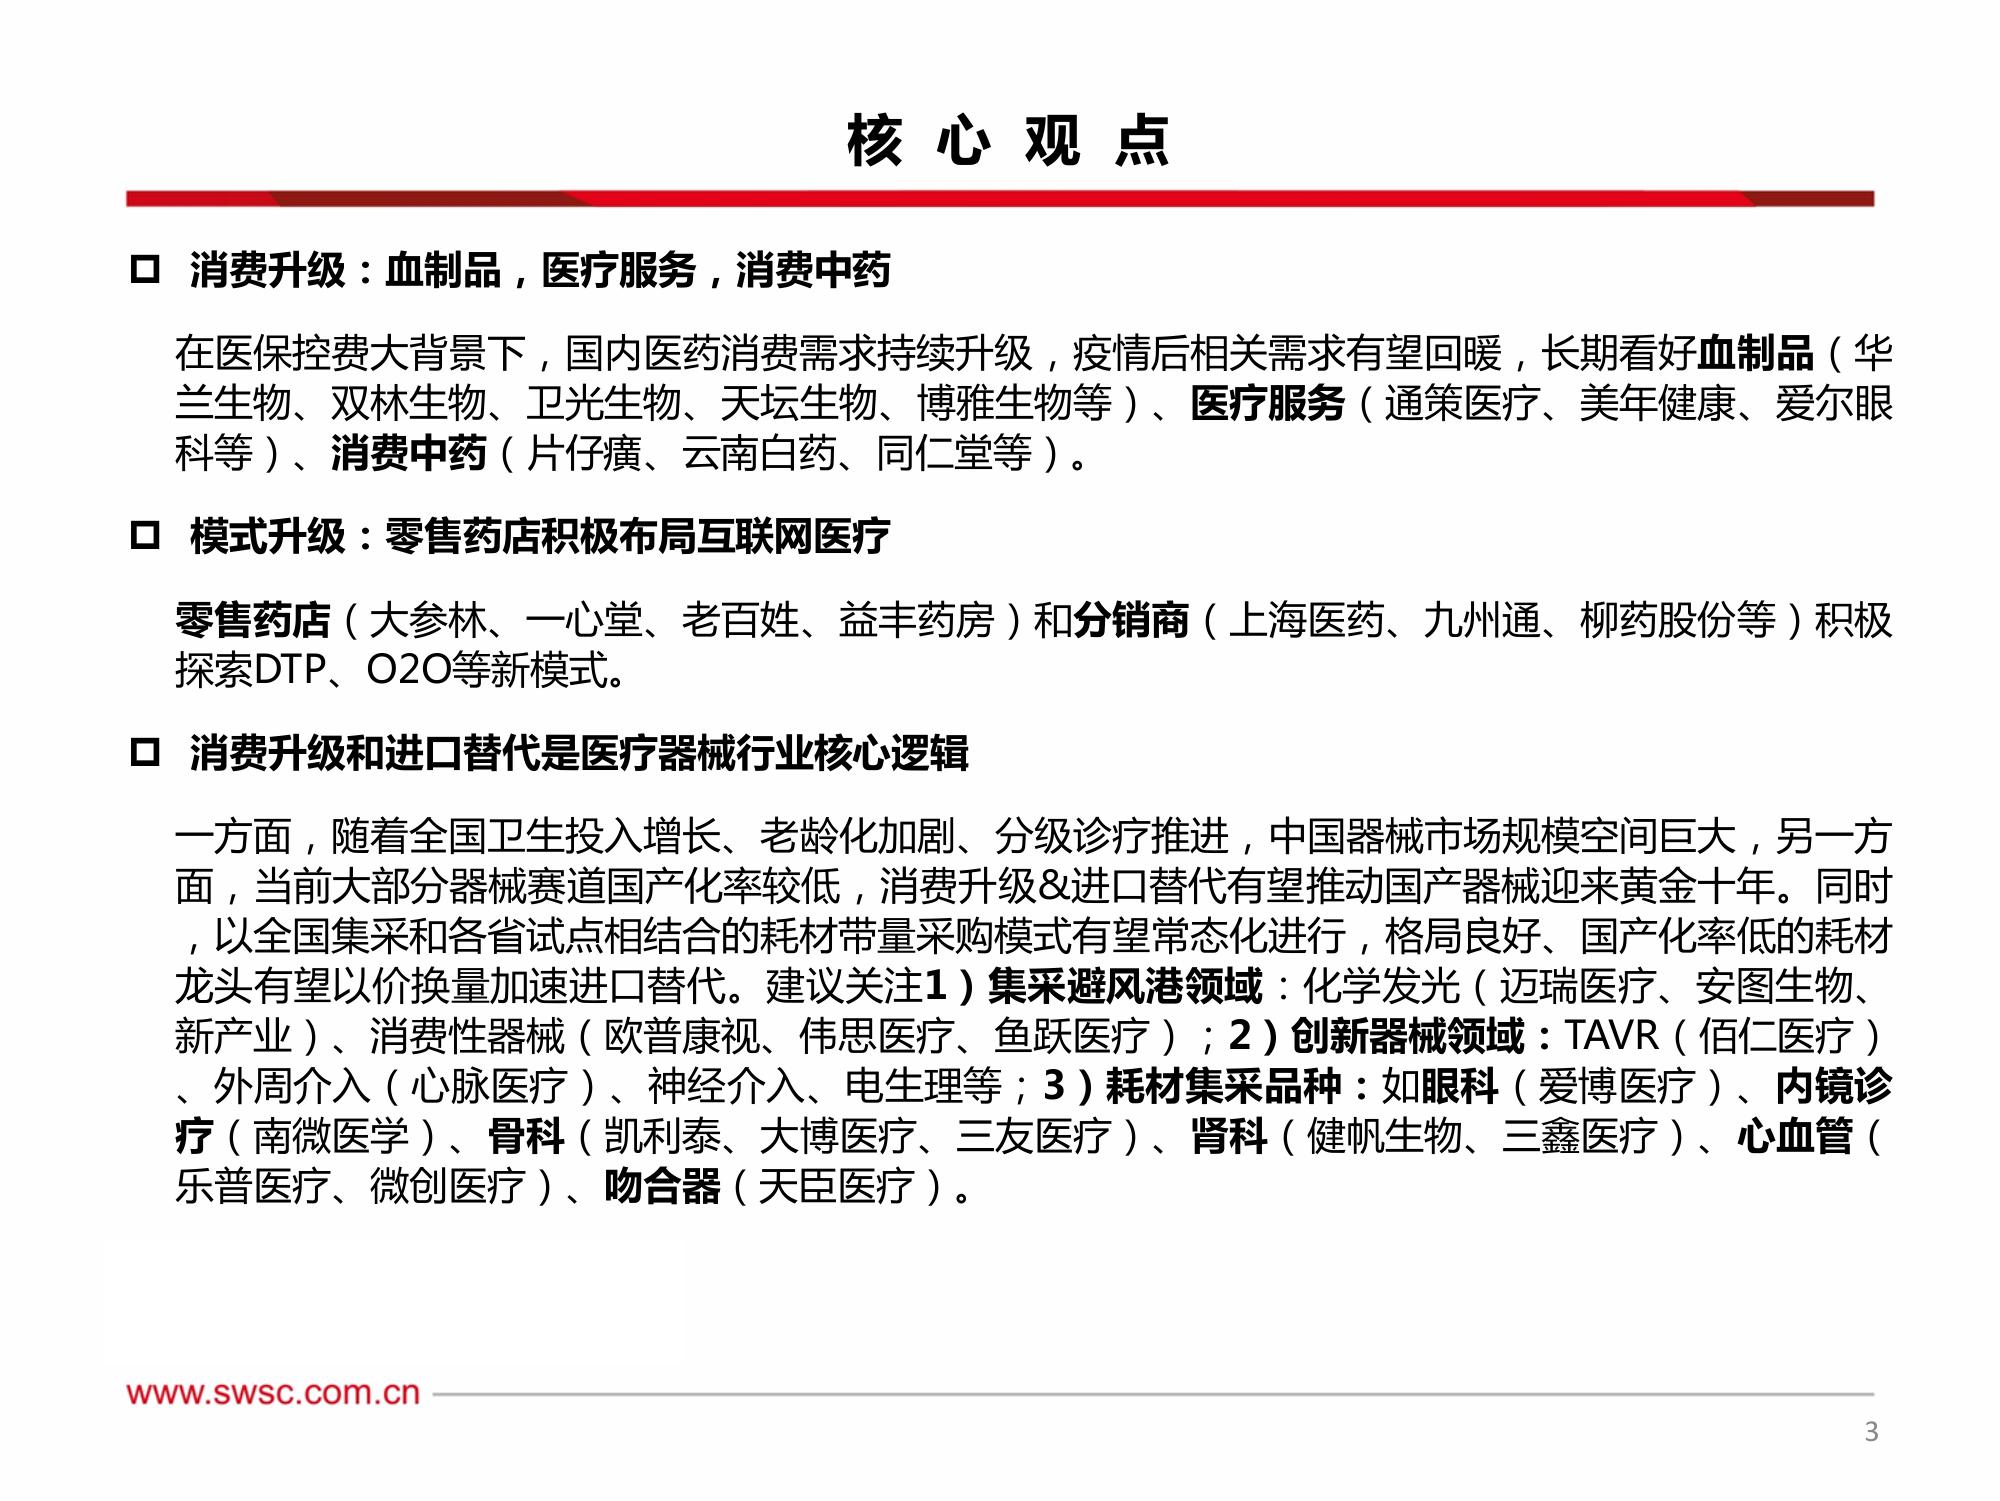 核心观点
消费升级：血制品，医疗服务，消费中药
在医保控费大背景下，国内医药消费需求持续升级，疫情后相关需求有望回暖，长期看好血制品（华
兰生物、双林生物、卫光生物、天坛生物、博雅生物等）、医疗服务（通策医疗、美年健康、爱尔眼
科等）、消费中药（片仔癀、云南白药、同仁堂等）。
模式升级：零售药店积极布局互联网医疗
零售药店（大参林、一心堂、老百姓、益丰药房）和分销商（上海医药、九州通、柳药股份等）积极
探索DTP、O2O等新模式。
消费升级和进口替代是医疗器械行业核心逻辑
一方面，随着全国卫生投入增长、老龄化加剧、分级诊疗推进，中国器械市场规模空间巨大，另一方
面，当前大部分器械赛道国产化率较低，消费升级&进口替代有望推动国产器械迎来黄金十年。同时
，以全国集采和各省试点相结合的耗材带量采购模式有望常态化进行，格局良好、国产化率低的耗材
龙头有望以价换量加速进口替代。建议关注1）集采避风港领域：化学发光（迈瑞医疗、安图生物、
新产业）、消费性器械（欧普康视、伟思医疗、鱼跃医疗）；2）创新器械领域：TAVR（佰仁医疗）
、外周介入（心脉医疗）、神经介入、电生理等；3）耗材集采品种：如眼科（爱博医疗）、内镜诊
疗（南微医学）、骨科（凯利泰、大博医疗、三友医疗）、肾科（健帆生物、三鑫医疗）、心血管（
乐普医疗、微创医疗）、吻合器（天臣医疗）。
www.swsc.com.cn
3